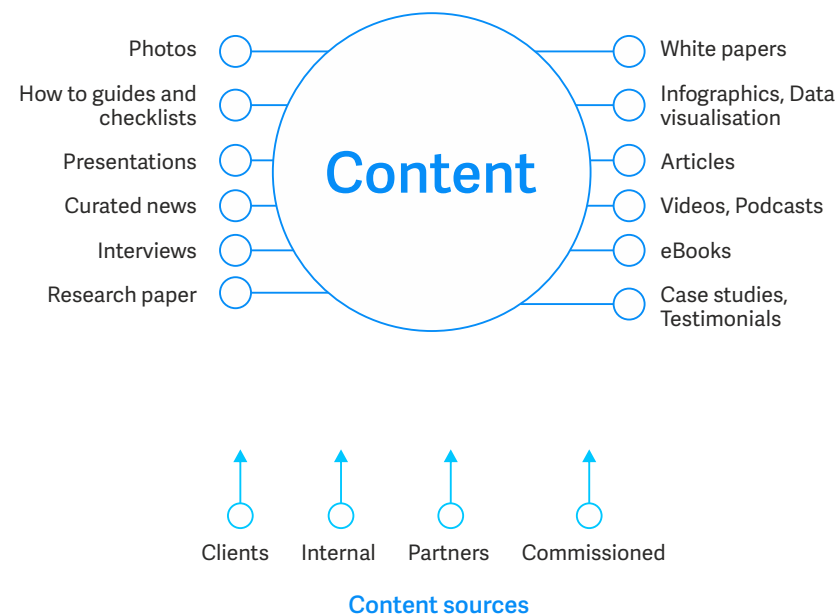 Photos
How to guides and
checklists
Presentations
Curated news
Interviews
Research paper
Content
White papers
Infographics, Data
visualisation
Articles
Videos, Podcasts
eBooks
Case studies,
Testimonials
Clients
Internal
Partners
Commissioned
Content sources